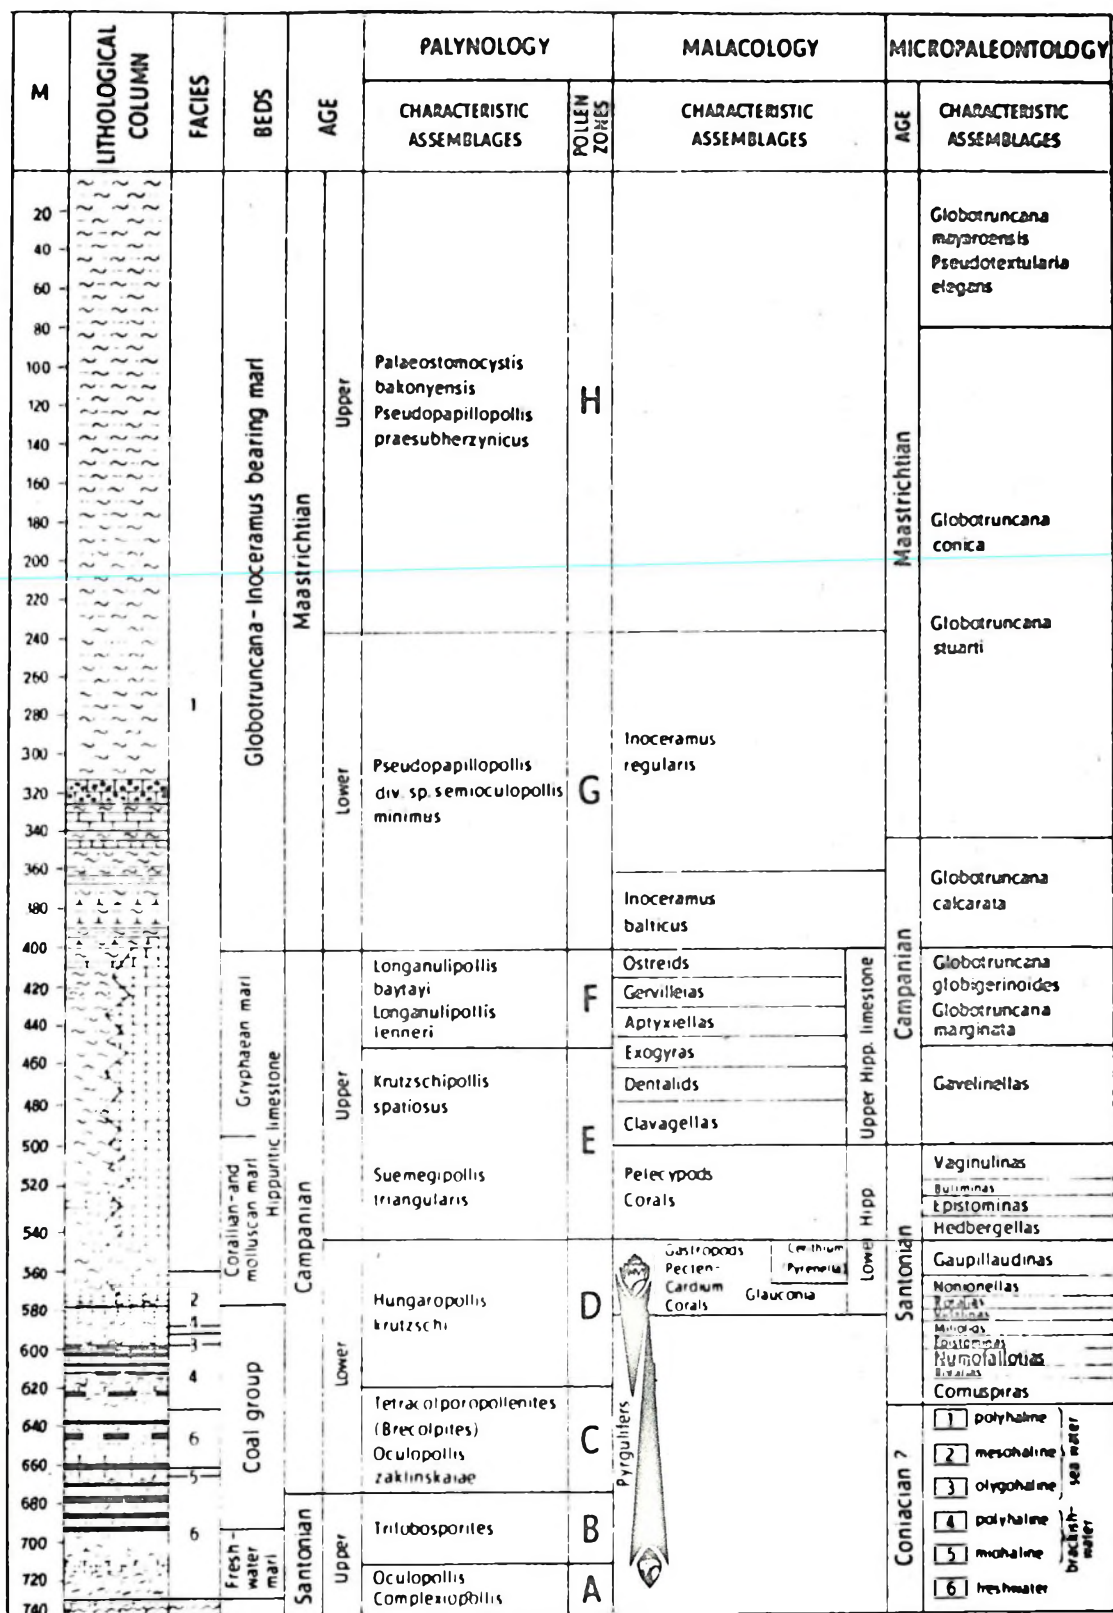 M
LITHOLOGICAL
COLUMN
FACIES
BEDS
AGE
PALYNOLOGY
CHARACTERISTIC
ASSEMBLAGES
POLLEN
ZONES
MALACOLOGY
CHARACTERISTIC
ASSEMBLAGES
MICROPALEONTOLOGY
AGE
CHARACTERISTIC
ASSEMBLAGES
20
40
60
80
100
120
140
160
180
200
220
240
260
280
300
320
340
360
380
400
420
440
460
480
500
520
540
560
580
600
620
640
660
680
700
720
740
1
2
3
4
6
5
6
Globotruncana-Inoceramus bearing marl
Gryphaean marl
Hippuritic limestone
Corallian-and
molluscan marl
Coal group
Fresh-
water
marl
Maastrichtian
Campanian
Santonian
Upper
Lower
Upper
Lower
Upper
Palaeostomocystis
bakonyensis
Pseudopapillopollis
praesubherzynicus
H
Pseudopapillopollis
div. sp. semioculopollis
minimus
G
Longanulipollis
baytayi
Longanulipollis
lenneri
F
Krutzschipollis
spatiosus
Suemegipollis
triangularis
E
Hungaropollis
krutzschi
D
Tetracolporopollenites
(Brecolpites)
Oculopollis
zaklinskaiae
C
Trilobosporites
B
Oculopollis
Complexiopollis
A
Inoceramus
regularis
Inoceramus
balticus
Ostreids
Gervilleias
Aptyxiellas
Exogyras
Dentalids
Clavagellas
Pelecypods
Corals
Gastropods
Pecten-
Cardium
Corals
Cerithium
(Pyrenella)
Glauconia
Pyrgulifers
Upper Hipp. limestone
Lower Hipp
Maastrichtian
Campanian
Santonian
Coniacian ?
Globotruncana
mayaroensis
Pseudotextularia
elegans
Globotruncana
conica
Globotruncana
stuarti
Globotruncana
calcarata
Globotruncana
globigerinoides
Globotruncana
marginata
Gavelinellas
Vaginulinas
Buliminas
Epistominas
Hedbergellas
Gaupillaudinas
Nonionellas
Miliolids
Epistominas
Numofallotias
Cornuspiras
1 polyhaline
2 mesohaline
3 olygohaline
sea water
4 polyhaline
5 miohaline
brackish-
water
6 freshwater